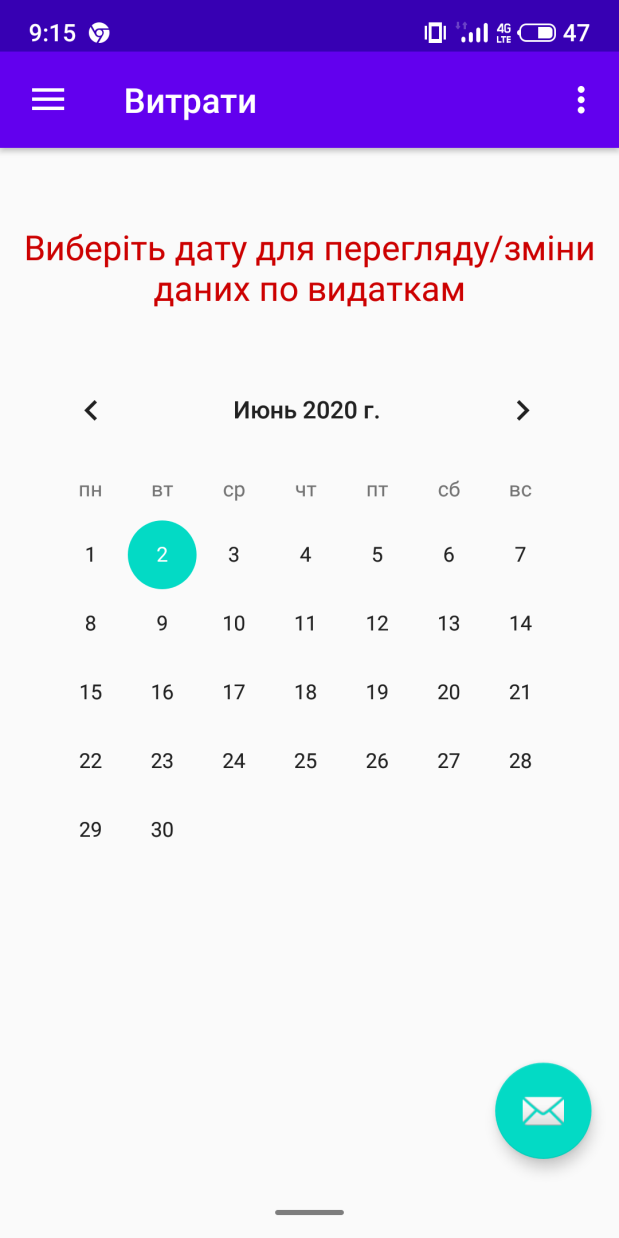 9:15 4G LTE 47
Витрати
Виберіть дату для перегляду/зміни
даних по видаткам
Июнь 2020 г.
пн вт ср чт пт сб вс
1 2 3 4 5 6 7
8 9 10 11 12 13 14
15 16 17 18 19 20 21
22 23 24 25 26 27 28
29 30